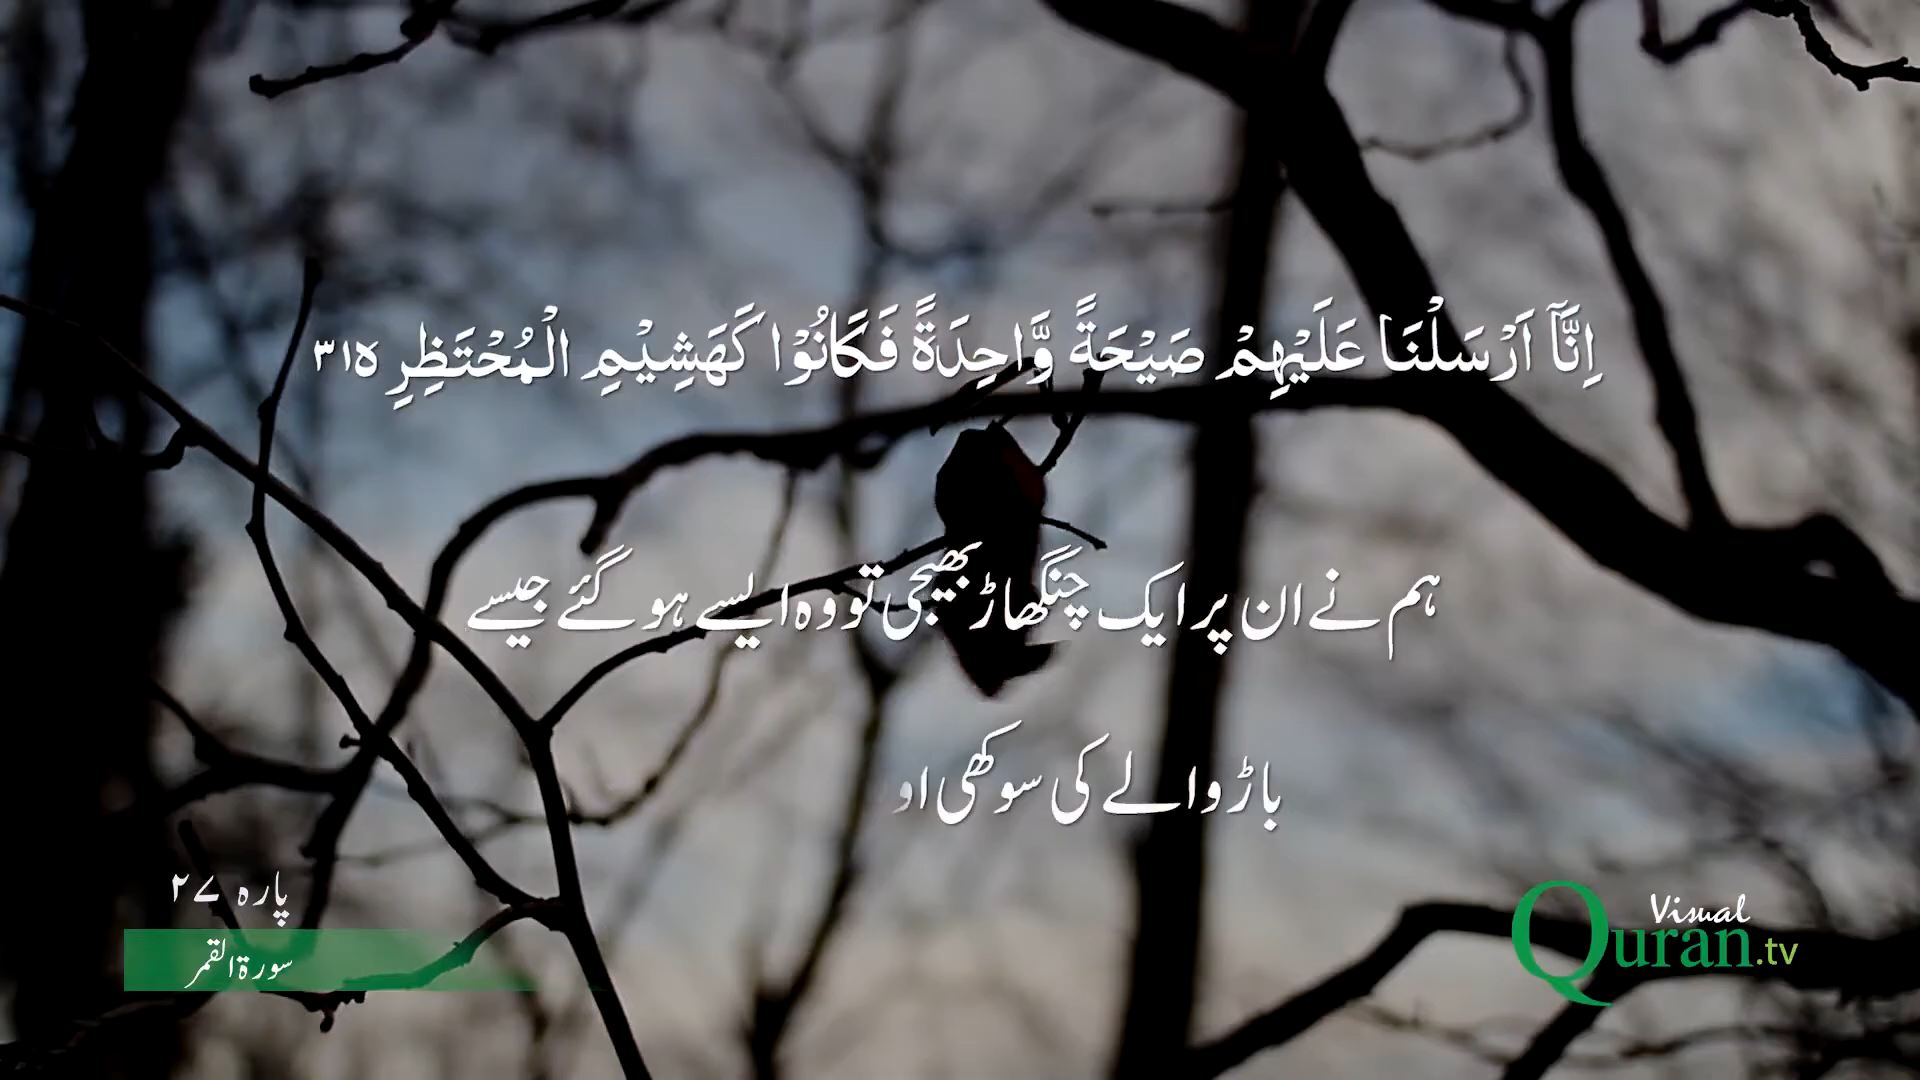 اِنَّآ اَرْسَلْنَا عَلَيْهِمْ صَيْحَةً وَّاحِدَةً فَكَانُوْا كَهَشِيْمِ الْمُحْتَظِرِ ہ۳۱
ہم نے ان پر ایک چنگھاڑ بھیجی تو وہ ایسے ہو گئے جیسے
باڑ والے کی سوکھی او
پارہ ۲۷
سورۃ القمر
Visual
Quran.tv